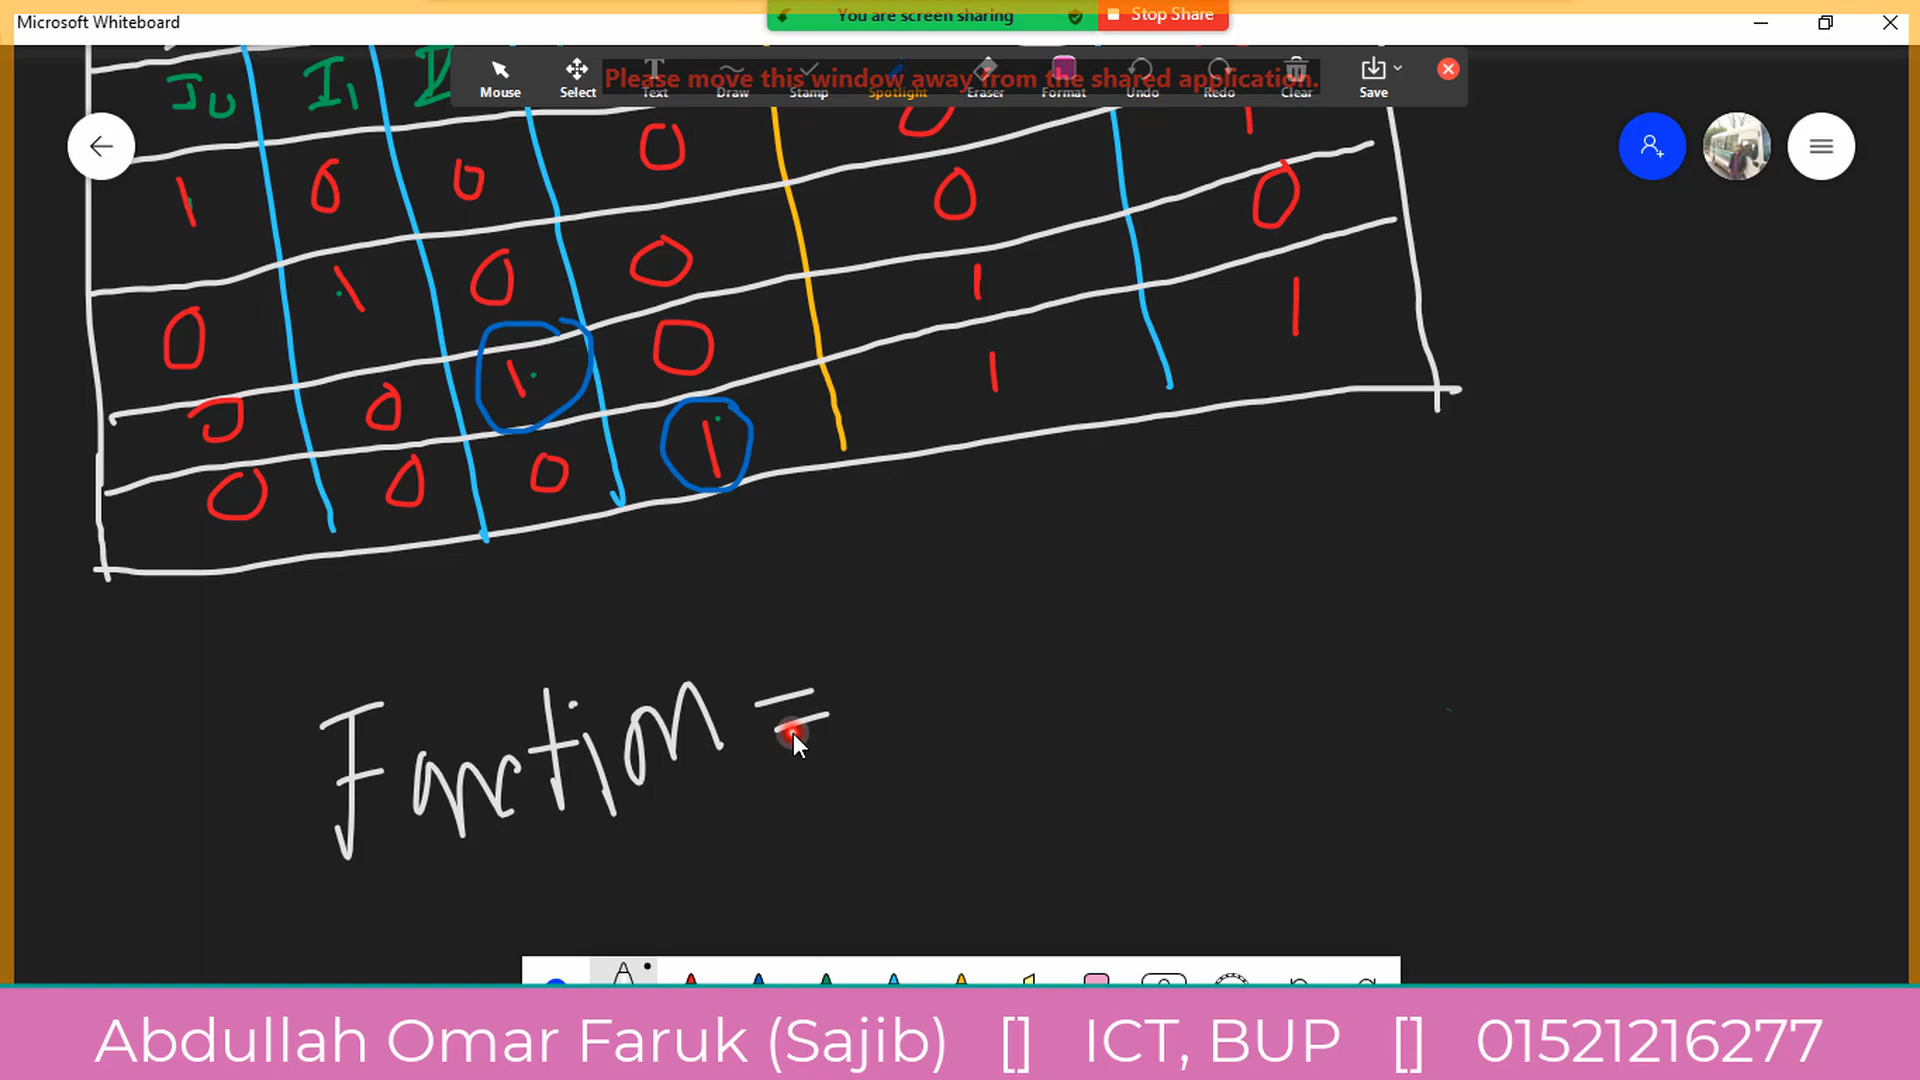 Microsoft Whiteboard
You are screen sharing
Stop Share
Please move this window away from the shared application.
Mouse Select Text Draw Stamp Spotlight Eraser Format Undo Redo Clear Save
I0 I1
0 1
1 0 0 0 0
0 1 0 0 1 0
0 0 1 0 1 1
0 0 0 1
Function =
Abdullah Omar Faruk (Sajib) [] ICT, BUP [] 01521216277